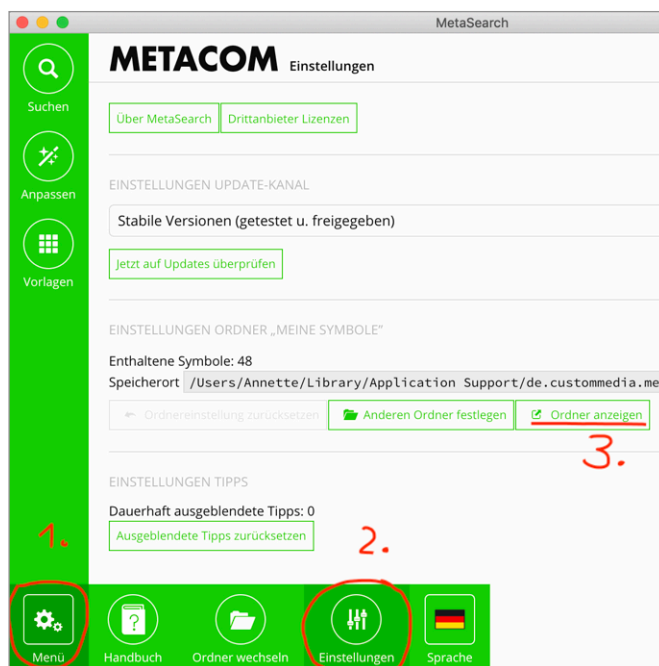 MetaSearch
METACOM Einstellungen
Suchen
Anpassen
Vorlagen
Über MetaSearch
Drittanbieter Lizenzen
EINSTELLUNGEN UPDATE-KANAL
Stabile Versionen (getestet u. freigegeben)
Jetzt auf Updates überprüfen
EINSTELLUNGEN ORDNER „MEINE SYMBOLE“
Enthaltene Symbole: 48
Speicherort /Users/Annette/Library/Application Support/de.custommedia.me
Ordnereinstellung zurücksetzen
Anderen Ordner festlegen
Ordner anzeigen
3.
EINSTELLUNGEN TIPPS
Dauerhaft ausgeblendete Tipps: 0
Ausgeblendete Tipps zurücksetzen
1.
2.
Menü
?
Handbuch
Ordner wechseln
Einstellungen
Sprache